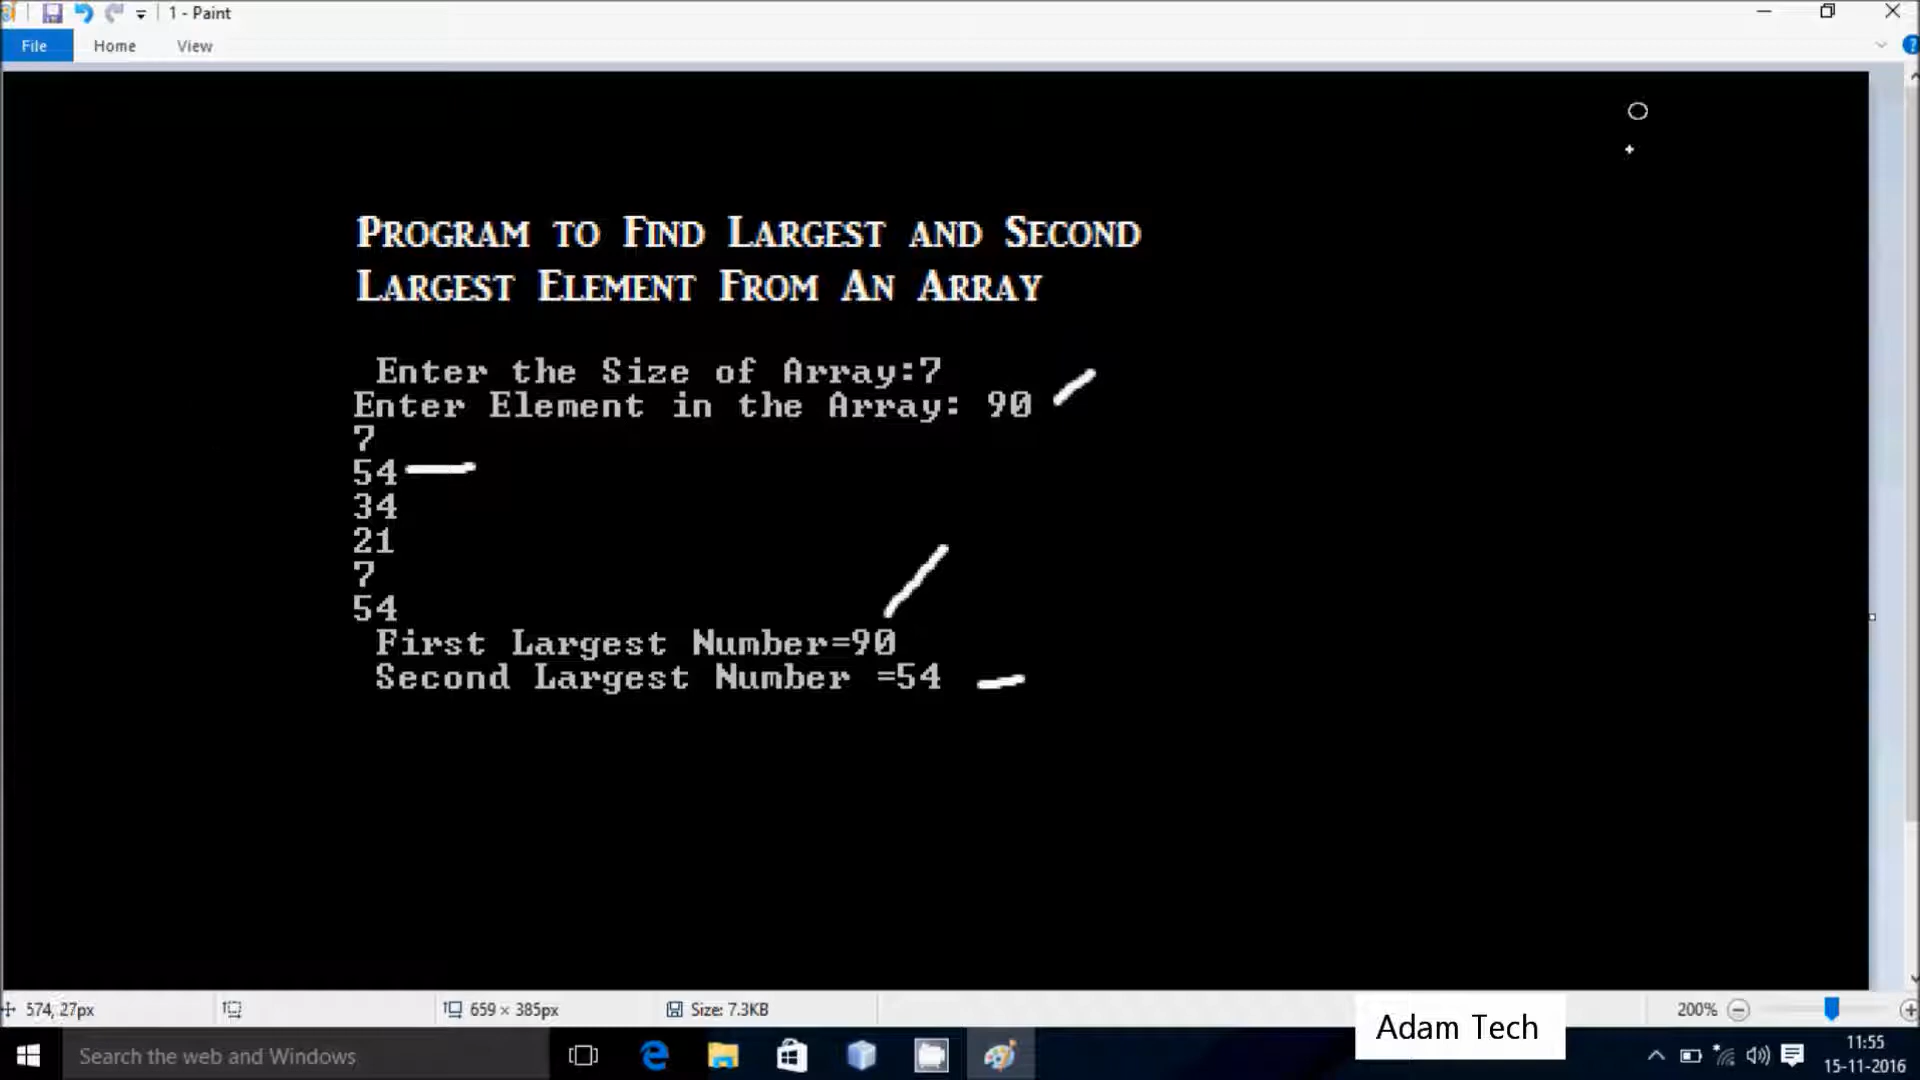 1 - Paint
File Home View
PROGRAM TO FIND LARGEST AND SECOND
LARGEST ELEMENT FROM AN ARRAY
Enter the Size of Array:7
Enter Element in the Array: 90
7
54
34
21
7
54
First Largest Number=90
Second Largest Number =54
574, 27px 659 × 385px Size: 7.3KB 200%
Adam Tech
Search the web and Windows
11:55
15-11-2016